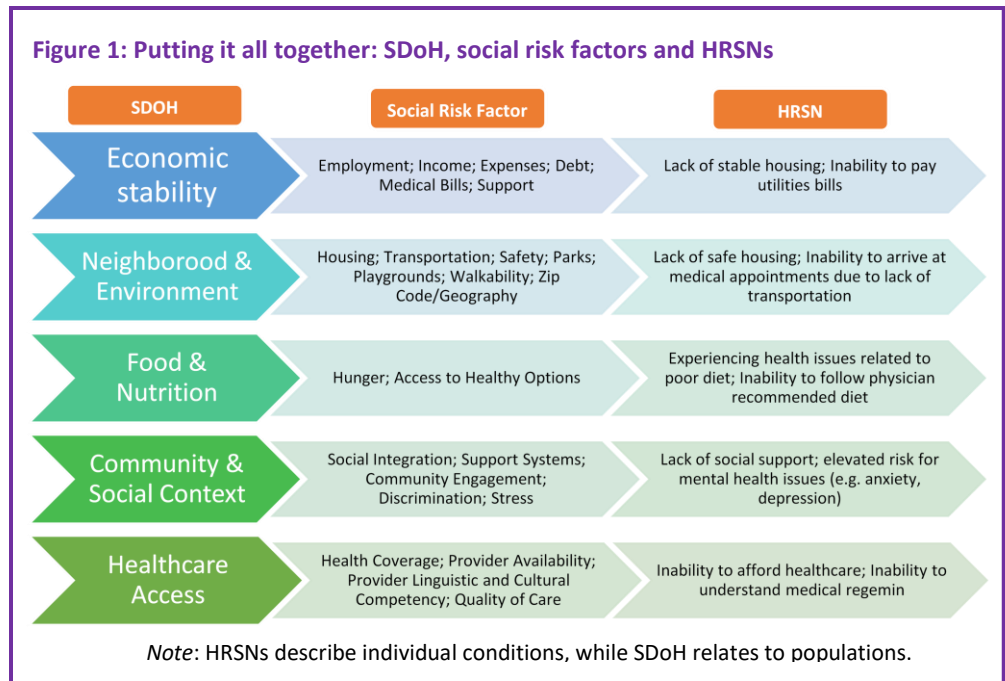 Figure 1: Putting it all together: SDoH, social risk factors and HRSNs
SDOH
Social Risk Factor
HRSN
Economic
stability
Employment; Income; Expenses; Debt;
Medical Bills; Support
Lack of stable housing; Inability to pay
utilities bills
Neighborood &
Environment
Housing; Transportation; Safety; Parks;
Playgrounds; Walkability; Zip
Code/Geography
Lack of safe housing; Inability to arrive at
medical appointments due to lack of
transportation
Food &
Nutrition
Hunger; Access to Healthy Options
Experiencing health issues related to
poor diet; Inability to follow physician
recommended diet
Community &
Social Context
Social Integration; Support Systems;
Community Engagement;
Discrimination; Stress
Lack of social support; elevated risk for
mental health issues (e.g. anxiety,
depression)
Healthcare
Access
Health Coverage; Provider Availability;
Provider Linguistic and Cultural
Competency; Quality of Care
Inability to afford healthcare; Inability to
understand medical regemin
Note: HRSNs describe individual conditions, while SDoH relates to populations.